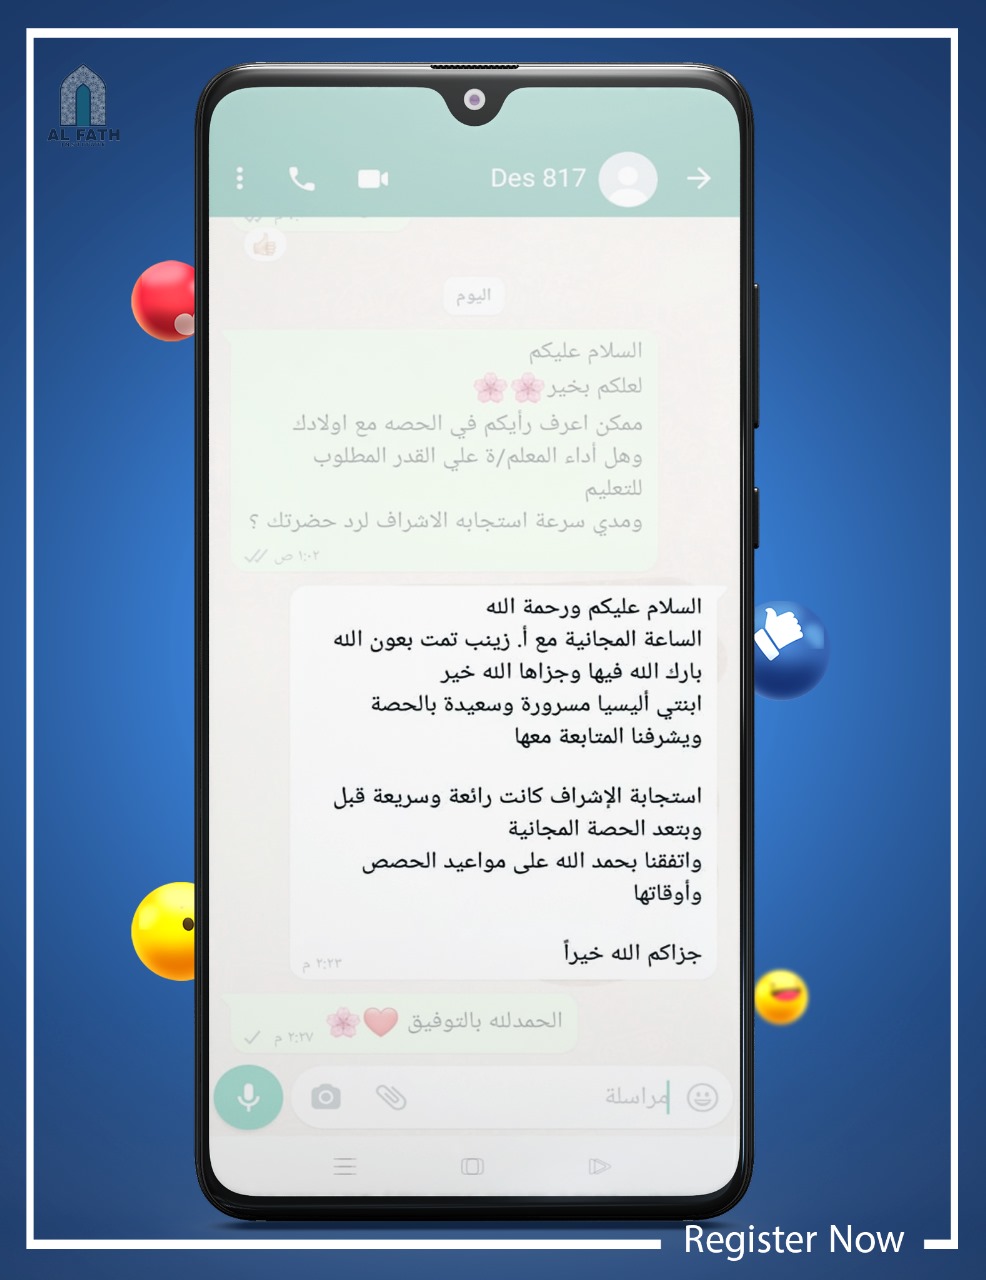 AL FATH
Des 817
اليوم
السلام عليكم
لعلكم بخير🌸🌸
ممكن اعرف رأيكم في الحصه مع اولادك
وهل أداء المعلم/ة علي القدر المطلوب
للتعليم
ومدي سرعة استجابه الاشراف لرد حضرتك ؟
١:٠٢ ص
السلام عليكم ورحمة الله
الساعة المجانية مع أ. زينب تمت بعون الله
بارك الله فيها وجزاها الله خير
ابنتي أليسيا مسرورة وسعيدة بالحصة
ويشرفنا المتابعة معها
استجابة الإشراف كانت رائعة وسريعة قبل
وبتعد الحصة المجانية
واتفقنا بحمد الله على مواعيد الحصص
وأوقاتها
جزاكم الله خيراً
٢:٢٣ م
الحمدلله بالتوفيق ❤️🌸
٢:٢٧ م
مراسلة
Register Now